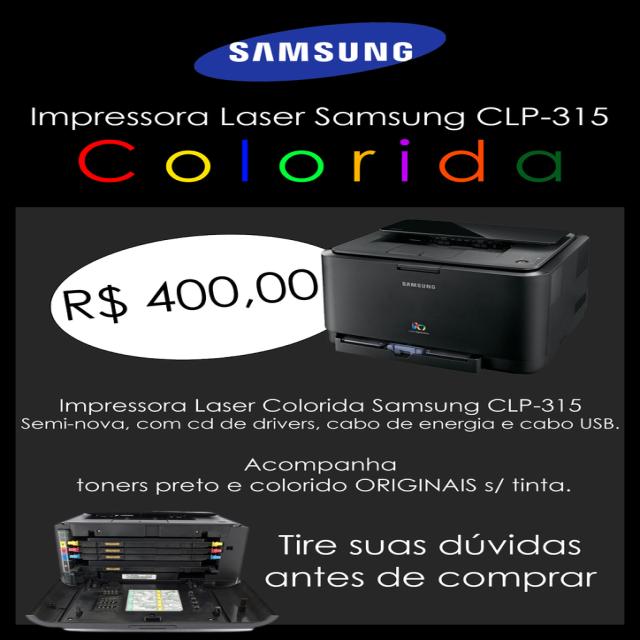 SAMSUNG
Impressora Laser Samsung CLP-315
Colorida
R$ 400,00
SAMSUNG
Impressora Laser Colorida Samsung CLP-315
Semi-nova, com cd de drivers, cabo de energia e cabo USB.
Acompanha
toners preto e colorido ORIGINAIS s/ tinta.
Tire suas dúvidas
antes de comprar